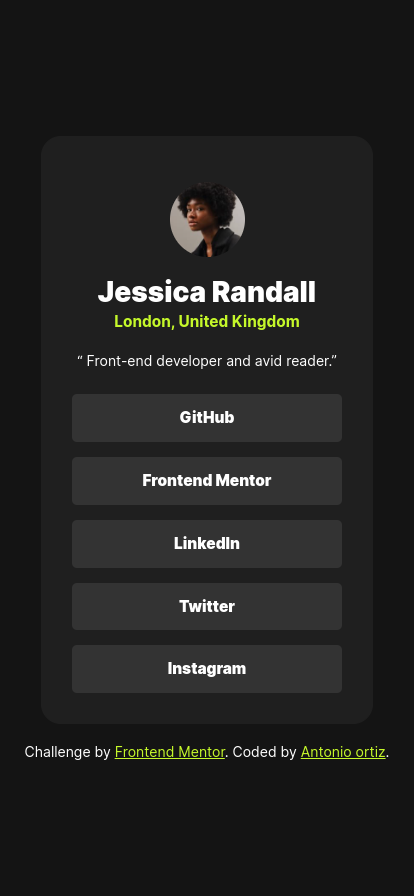 Jessica Randall
London, United Kingdom
“ Front-end developer and avid reader.”
GitHub
Frontend Mentor
LinkedIn
Twitter
Instagram
Challenge by Frontend Mentor. Coded by Antonio ortiz.